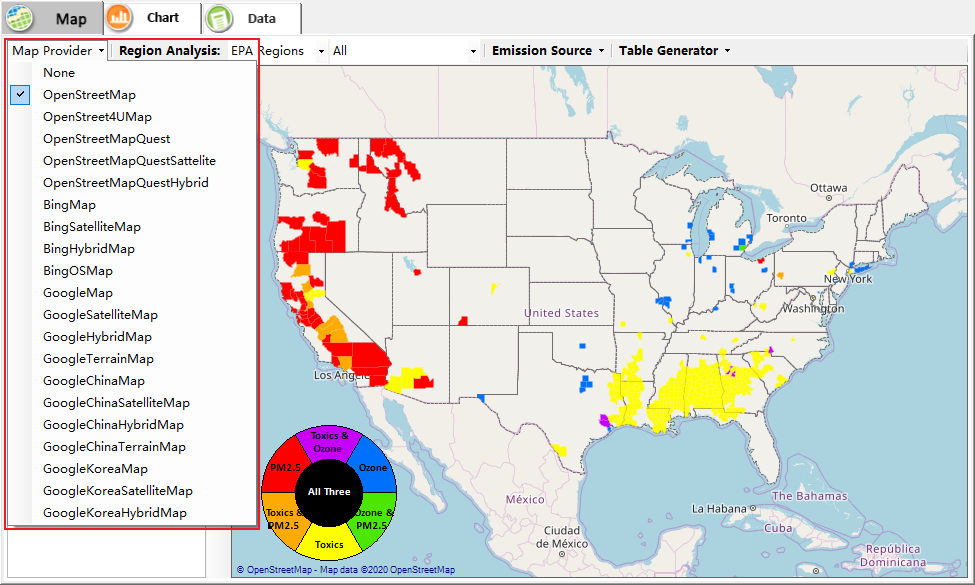 Map
Chart
Data
Map Provider
Region Analysis:
EPA Regions
All
Emission Source
Table Generator
None
OpenStreetMap
OpenStreet4UMap
OpenStreetMapQuest
OpenStreetMapQuestSattelite
OpenStreetMapQuestHybrid
BingMap
BingSatelliteMap
BingHybridMap
BingOSMap
GoogleMap
GoogleSatelliteMap
GoogleHybridMap
GoogleTerrainMap
GoogleChinaMap
GoogleChinaSatelliteMap
GoogleChinaHybridMap
GoogleChinaTerrainMap
GoogleKoreaMap
GoogleKoreaSatelliteMap
GoogleKoreaHybridMap
Ottawa
Toronto
New York
Washington
United States
Los Angele
México
Ciudad
de México
La Habana
The Bahamas
Cuba
República
Dominicana
Toxics &
Ozone
PM2.5
Ozone
All Three
Toxics &
PM2.5
Ozone &
PM2.5
Toxics
© OpenStreetMap - Map data ©2020 OpenStreetMap